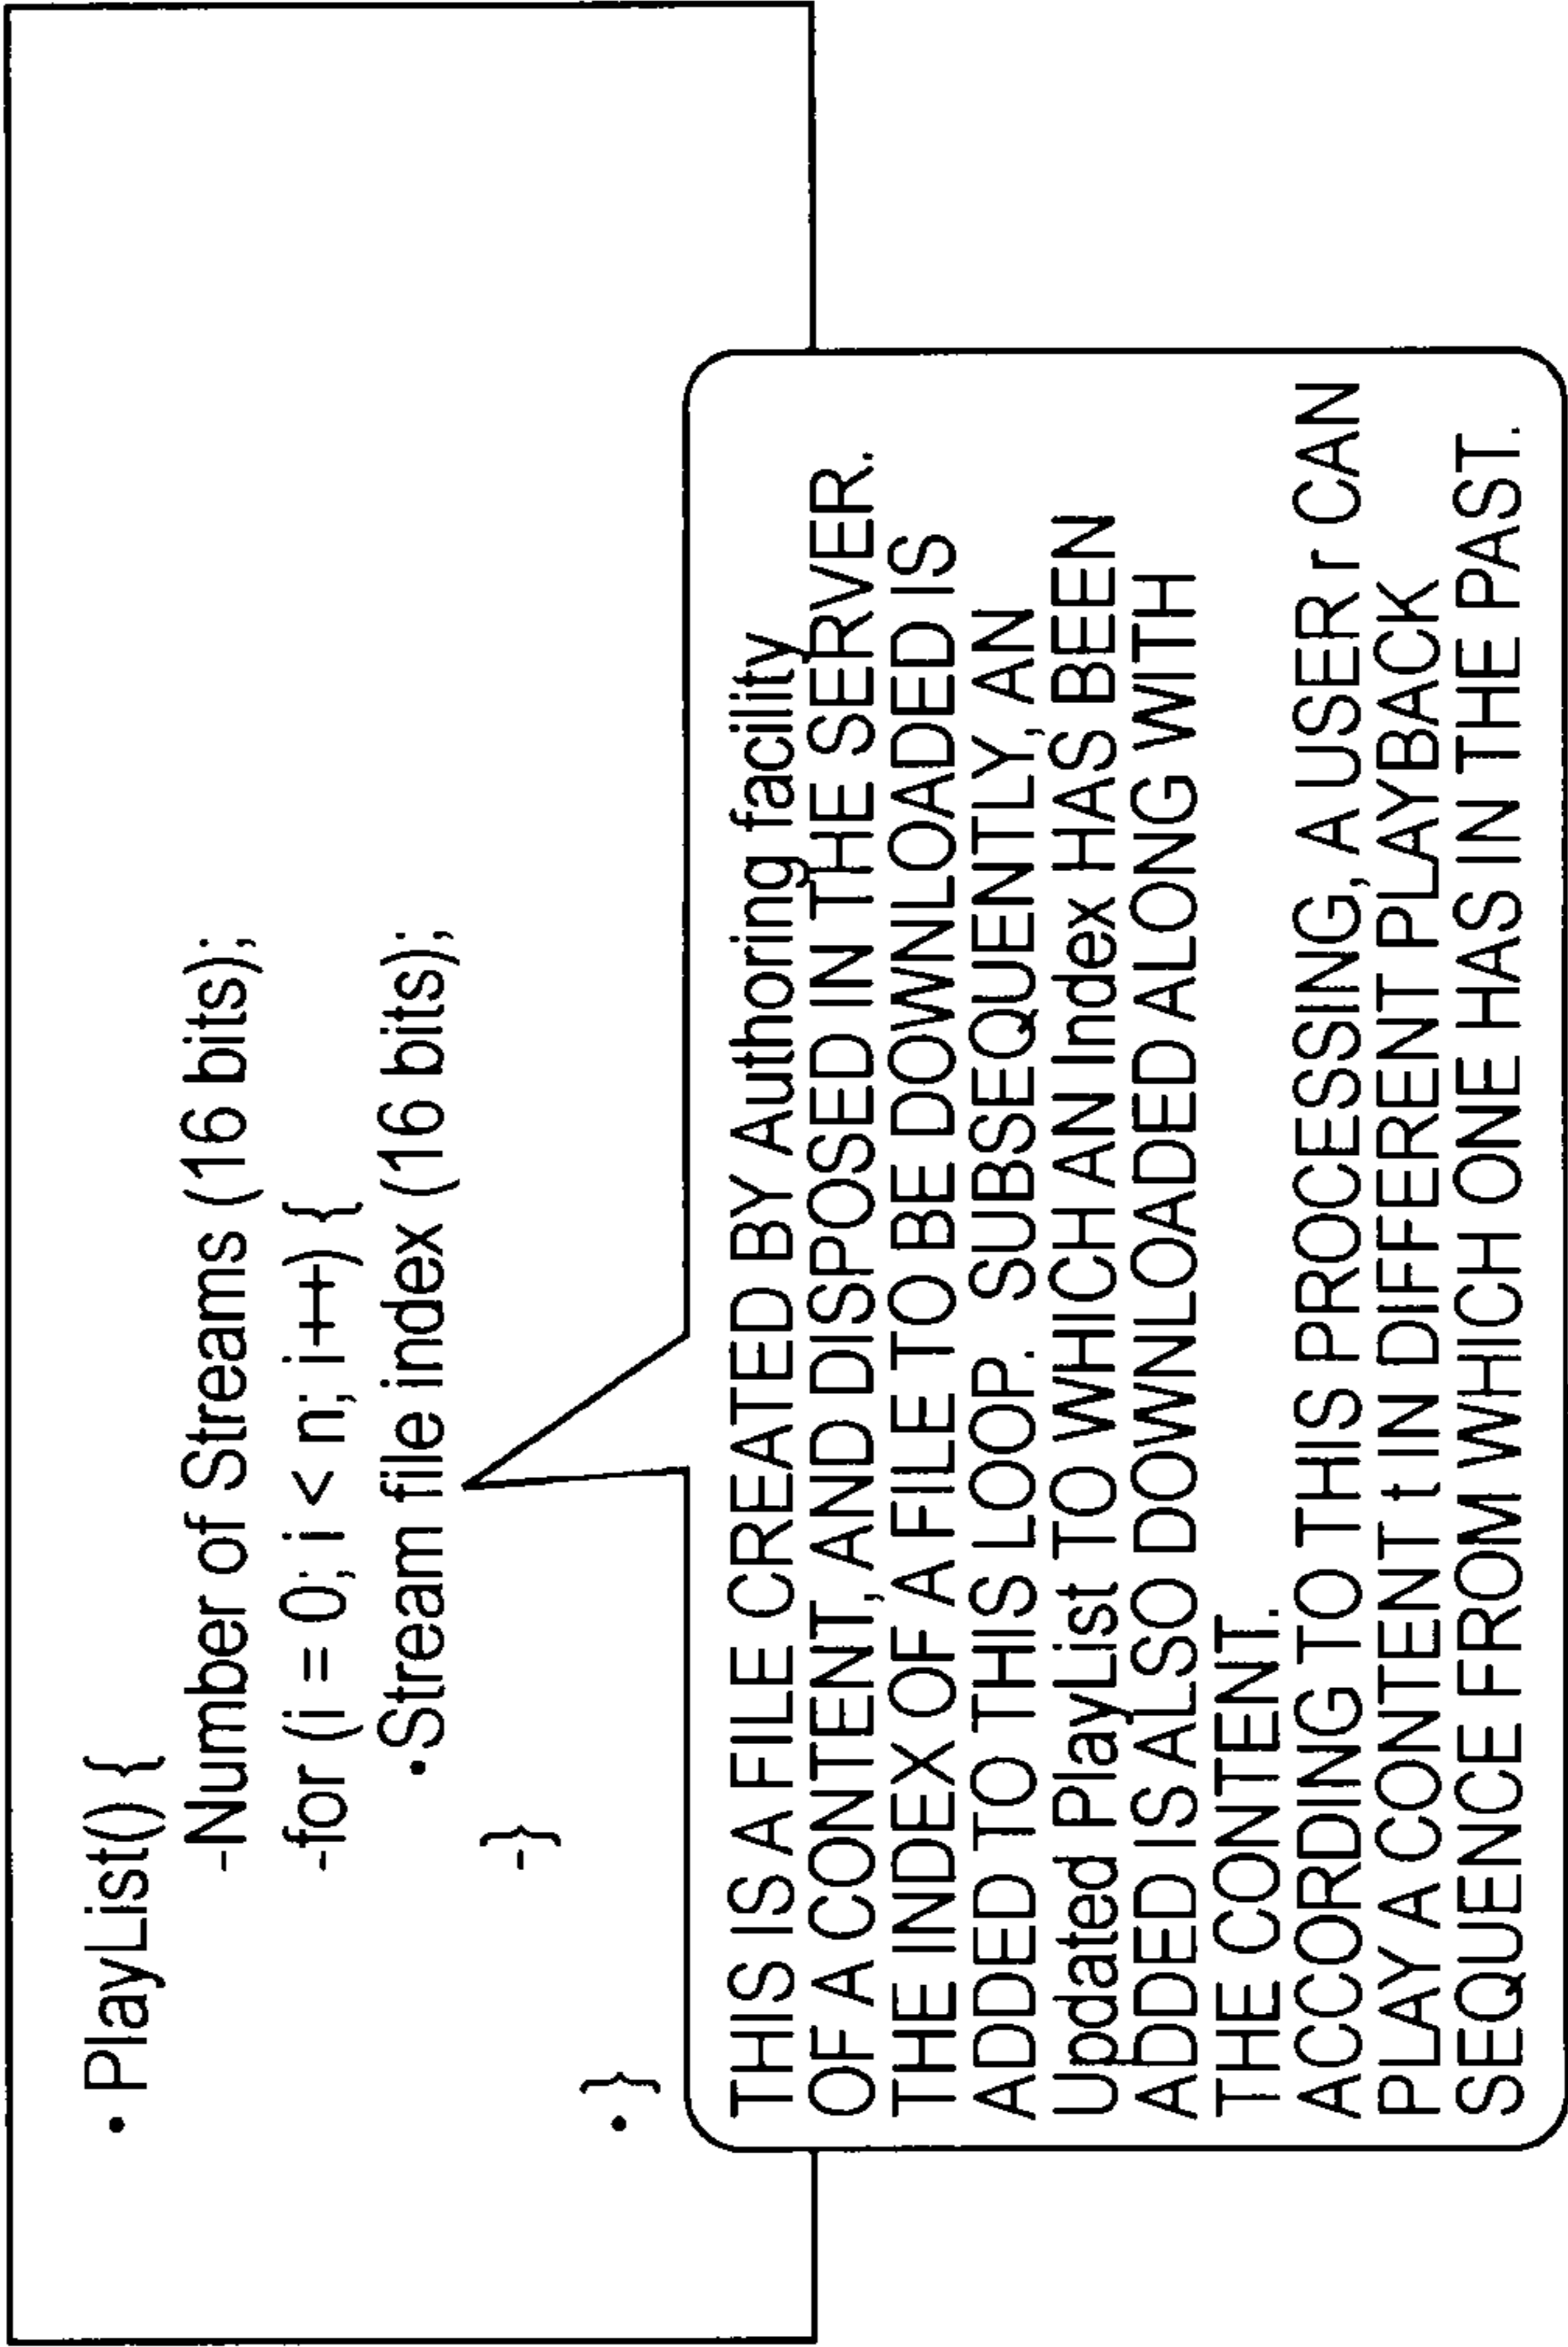 • PlayList() {
-Number of Streams (16 bits);
-for (i = 0; i < n; i++) {
•Stream file index (16 bits);
-}
•}
THIS IS A FILE CREATED BY Authoring facility
OF A CONTENT, AND DISPOSED IN THE SERVER.
THE INDEX OF A FILE TO BE DOWNLOADED IS
ADDED TO THIS LOOP. SUBSEQUENTLY, AN
Updated PlayList TO WHICH AN Index HAS BEEN
ADDED IS ALSO DOWNLOADED ALONG WITH
THE CONTENT.
ACCORDING TO THIS PROCESSING, A USER r CAN
PLAY A CONTENT t IN DIFFERENT PLAYBACK
SEQUENCE FROM WHICH ONE HAS IN THE PAST.